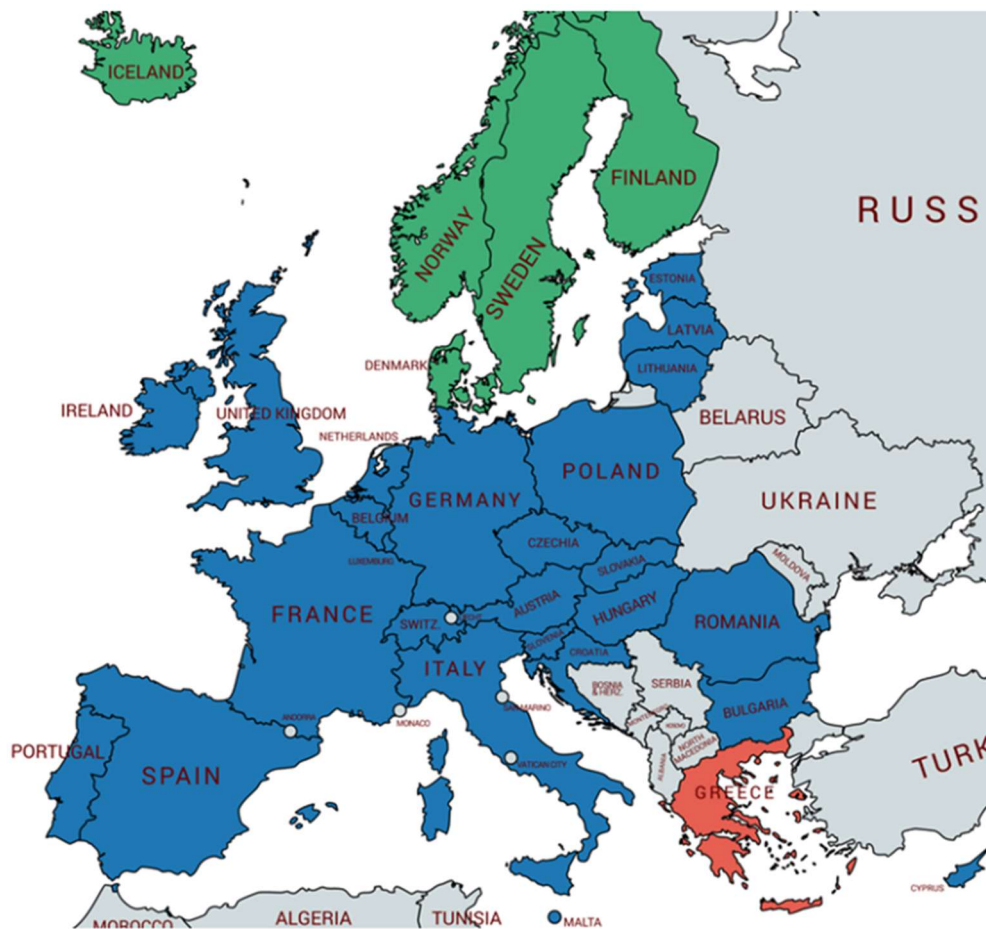 ICELAND
FINLAND
RUSS
NORWAY
SWEDEN
ESTONIA
LATVIA
DENMARK
LITHUANIA
IRELAND
UNITED KINGDOM
BELARUS
NETHERLANDS
GERMANY
POLAND
UKRAINE
BELGIUM
CZECHIA
LUXEMBURG
SLOVAKIA
MOLDOVA
AUSTRIA
HUNGARY
FRANCE
SWITZ.
ROMANIA
SLOVENIA
CROATIA
ITALY
BOSNIA
& HERZ.
SERBIA
SAN MARINO
BULGARIA
ANDORRA
MONACO
MONTENEGRO
KOSOVO
NORTH
MACEDONIA
PORTUGAL
SPAIN
VATICAN CITY
ALBANIA
GREECE
TURK
CYPRUS
MOROCCO
ALGERIA
TUNISIA
MALTA